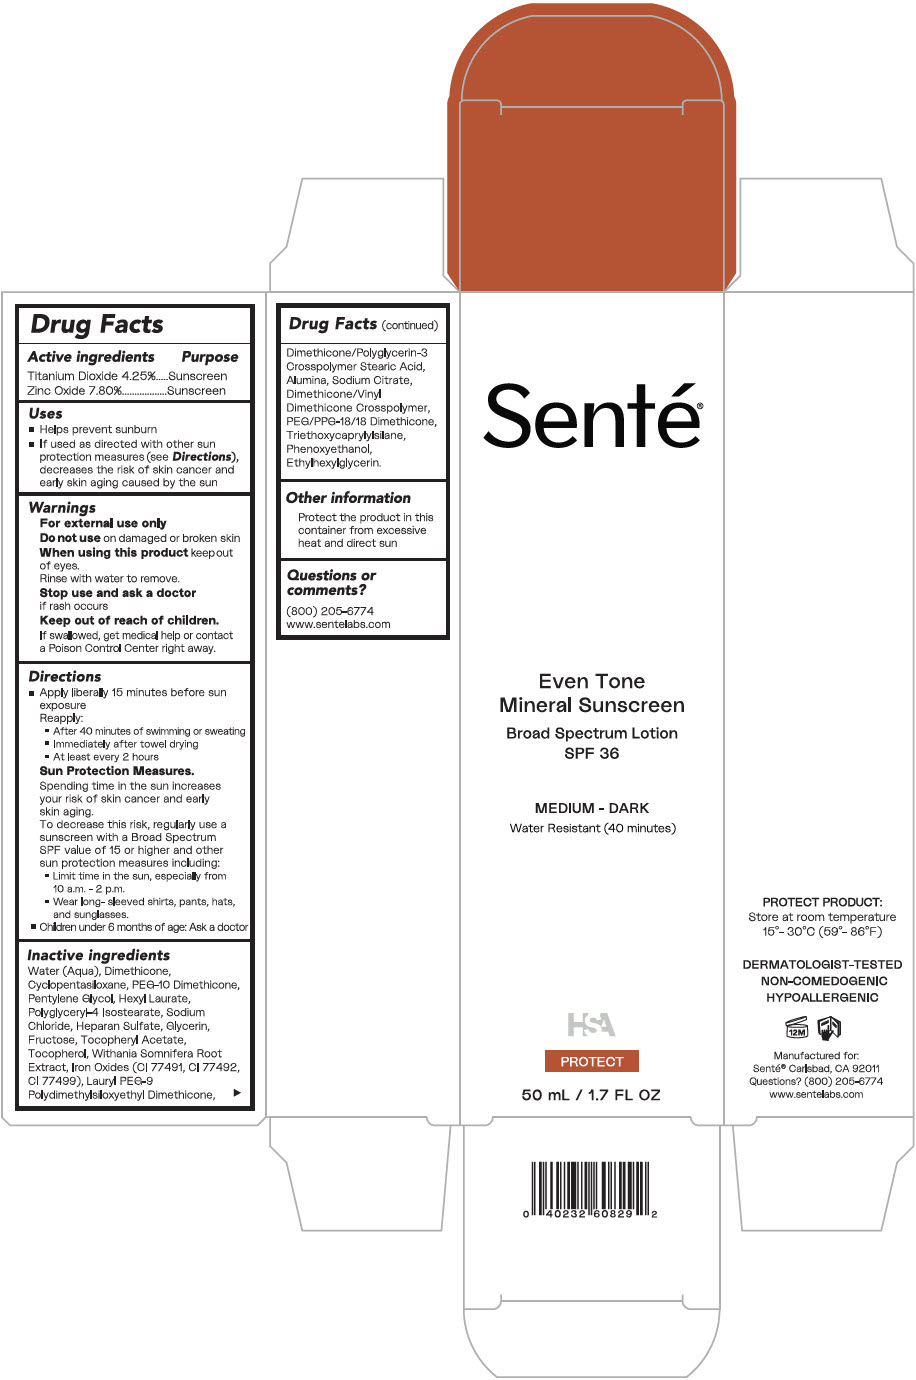 Drug Facts
Active ingredients Purpose
Titanium Dioxide 4.25%.....Sunscreen
Zinc Oxide 7.80%..................Sunscreen
Uses
▪ Helps prevent sunburn
▪ If used as directed with other sun
protection measures (see Directions),
decreases the risk of skin cancer and
early skin aging caused by the sun
Warnings
For external use only
Do not use on damaged or broken skin
When using this product keep out
of eyes.
Rinse with water to remove.
Stop use and ask a doctor
if rash occurs
Keep out of reach of children.
If swallowed, get medical help or contact
a Poison Control Center right away.
Directions
▪ Apply liberally 15 minutes before sun
exposure
Reapply:
▪ After 40 minutes of swimming or sweating
▪ Immediately after towel drying
▪ At least every 2 hours
Sun Protection Measures.
Spending time in the sun increases
your risk of skin cancer and early
skin aging.
To decrease this risk, regularly use a
sunscreen with a Broad Spectrum
SPF value of 15 or higher and other
sun protection measures including:
▪ Limit time in the sun, especially from
10 a.m. - 2 p.m.
▪ Wear long- sleeved shirts, pants, hats,
and sunglasses.
▪ Children under 6 months of age: Ask a doctor
Inactive ingredients
Water (Aqua), Dimethicone,
Cyclopentasiloxane, PEG-10 Dimethicone,
Pentylene Glycol, Hexyl Laurate,
Polyglyceryl-4 Isostearate, Sodium
Chloride, Heparan Sulfate, Glycerin,
Fructose, Tocopheryl Acetate,
Tocopherol, Withania Somnifera Root
Extract, Iron Oxides (CI 77491, CI 77492,
CI 77499), Lauryl PEG-9
Polydimethylsiloxyethyl Dimethicone,
Drug Facts (continued)
Dimethicone/Polyglycerin-3
Crosspolymer Stearic Acid,
Alumina, Sodium Citrate,
Dimethicone/Vinyl
Dimethicone Crosspolymer,
PEG/PPG-18/18 Dimethicone,
Triethoxycaprylylsilane,
Phenoxyethanol,
Ethylhexylglycerin.
Other information
Protect the product in this
container from excessive
heat and direct sun
Questions or
comments?
(800) 205-6774
www.sentelabs.com
Senté®
Even Tone
Mineral Sunscreen
Broad Spectrum Lotion
SPF 36
MEDIUM - DARK
Water Resistant (40 minutes)
HSA
PROTECT
50 mL / 1.7 FL OZ
0 40232 60829 2
PROTECT PRODUCT:
Store at room temperature
15°- 30°C (59°- 86°F)
DERMATOLOGIST-TESTED
NON-COMEDOGENIC
HYPOALLERGENIC
12M
Manufactured for:
Senté® Carlsbad, CA 92011
Questions? (800) 205-6774
www.sentelabs.com